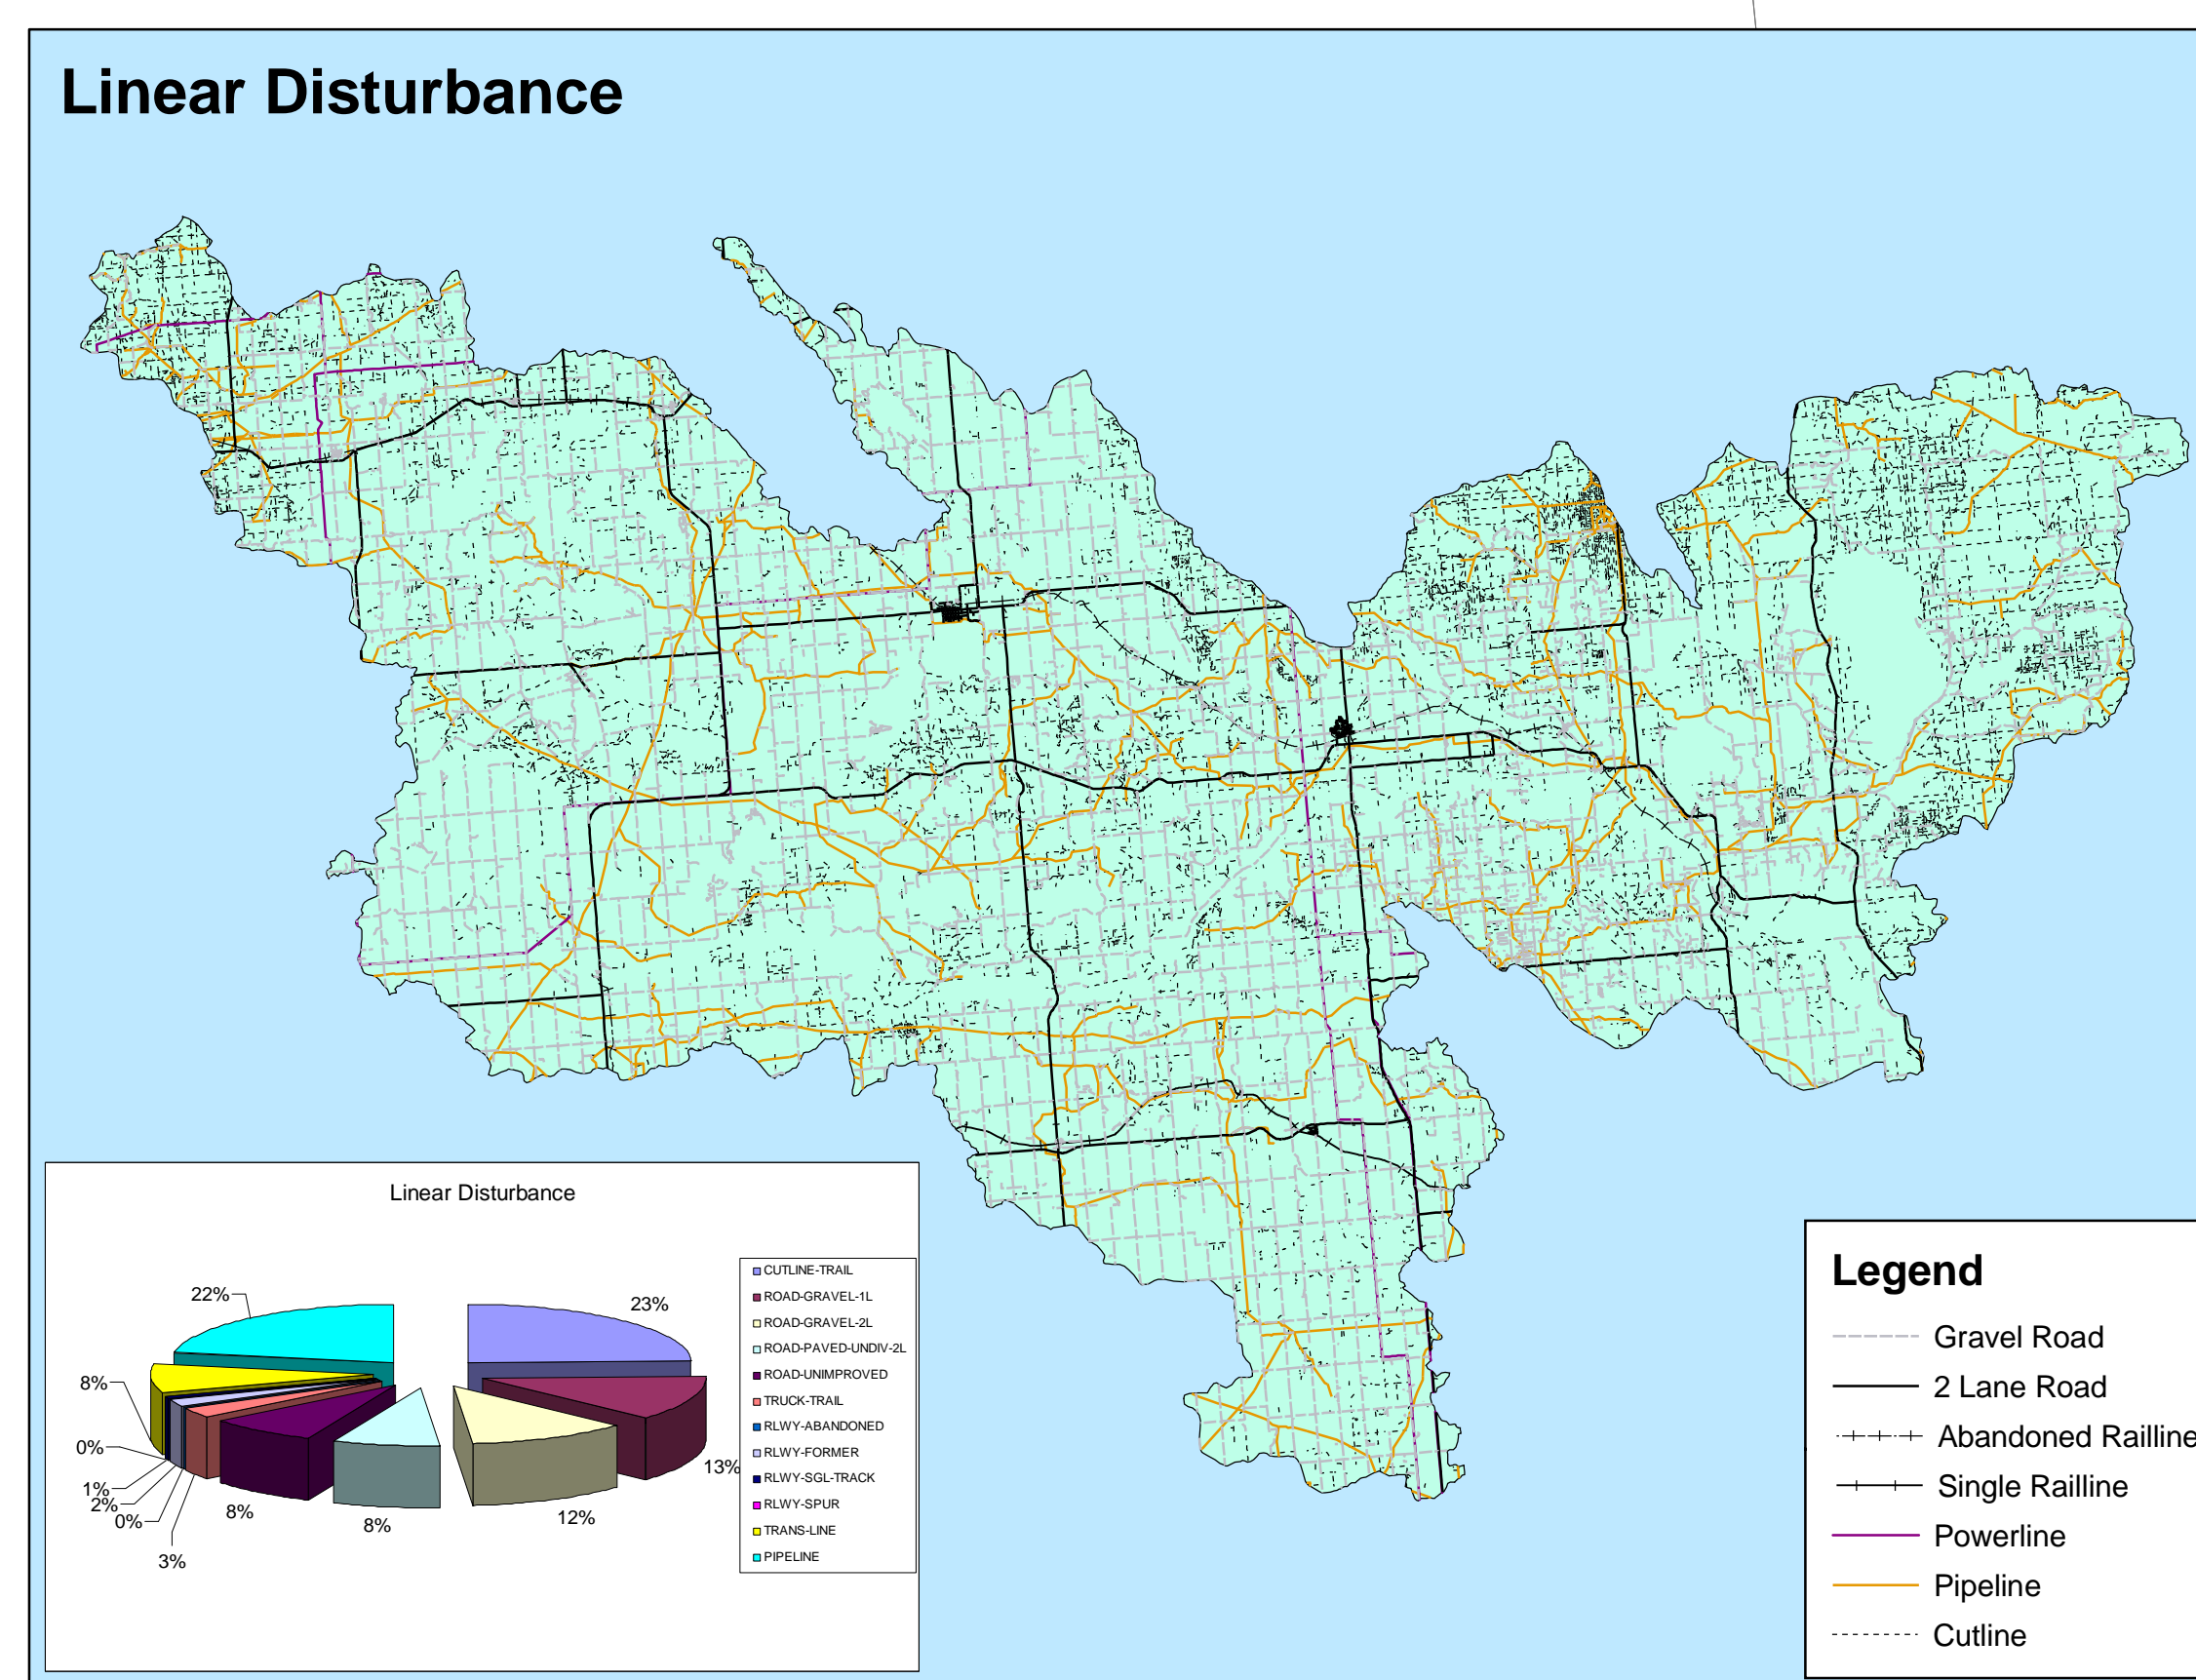 Linear Disturbance
Linear Disturbance
22%
23%
8%
0%
1%
2%
0%
3%
8%
8%
12%
13%
CUTLINE-TRAIL
ROAD-GRAVEL-1L
ROAD-GRAVEL-2L
ROAD-PAVED-UNDIV-2L
ROAD-UNIMPROVED
TRUCK-TRAIL
RLWY-ABANDONED
RLWY-FORMER
RLWY-SGL-TRACK
RLWY-SPUR
TRANS-LINE
PIPELINE
Legend
Gravel Road
2 Lane Road
Abandoned Railline
Single Railline
Powerline
Pipeline
Cutline